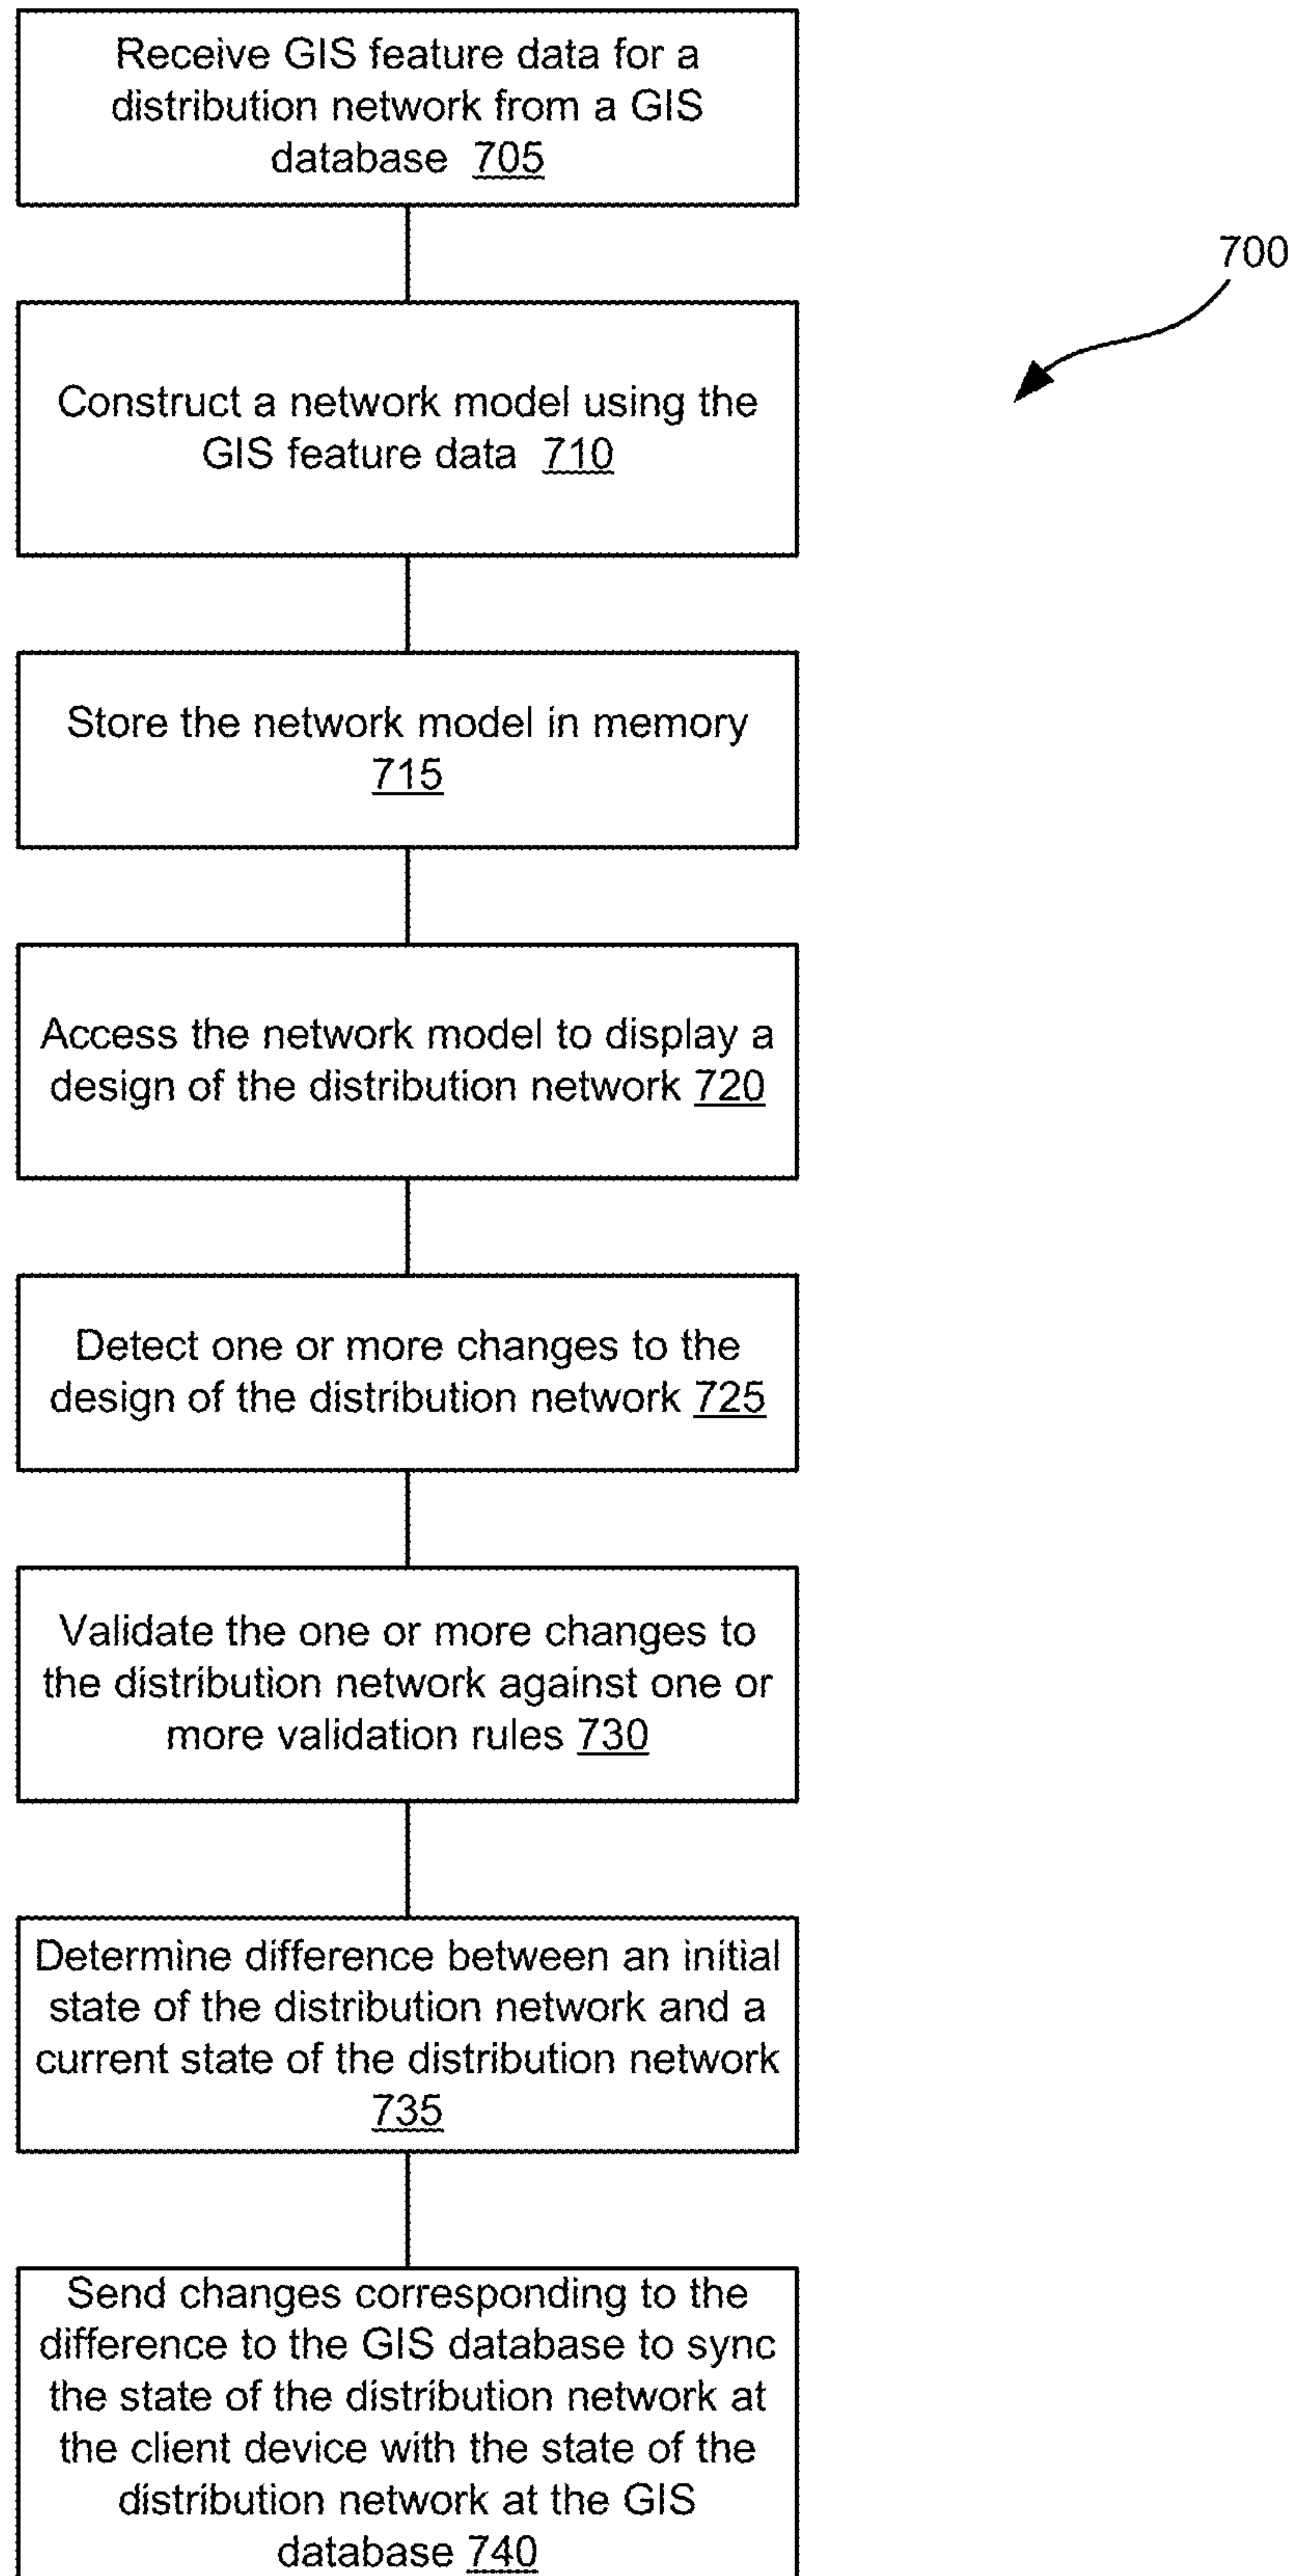 Receive GIS feature data for a
distribution network from a GIS
database 705
700
Construct a network model using the
GIS feature data 710
Store the network model in memory
715
Access the network model to display a
design of the distribution network 720
Detect one or more changes to the
design of the distribution network 725
Validate the one or more changes to
the distribution network against one or
more validation rules 730
Determine difference between an initial
state of the distribution network and a
current state of the distribution network
735
Send changes corresponding to the
difference to the GIS database to sync
the state of the distribution network at
the client device with the state of the
distribution network at the GIS
database 740